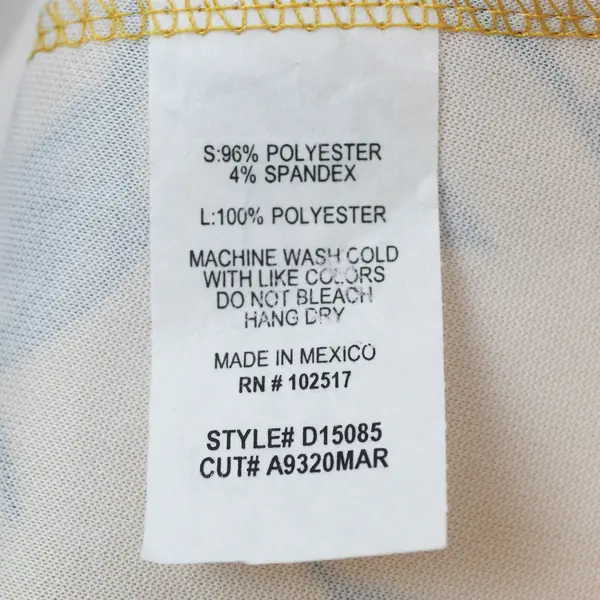 S:96% POLYESTER
4% SPANDEX
L:100% POLYESTER
MACHINE WASH COLD
WITH LIKE COLORS
DO NOT BLEACH
HANG DRY
MADE IN MEXICO
RN # 102517
STYLE# D15085
CUT# A9320MAR